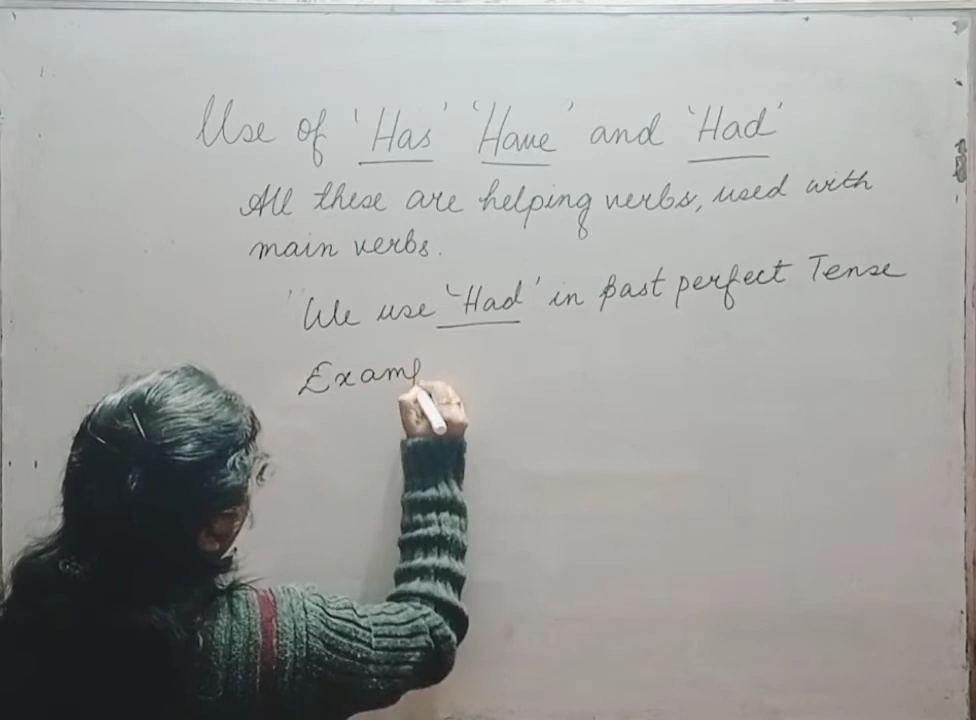 Use of 'Has' 'Have' and 'Had'
All these are helping verbs, used with
main verbs.
'We use 'Had' in past perfect Tense
Examp